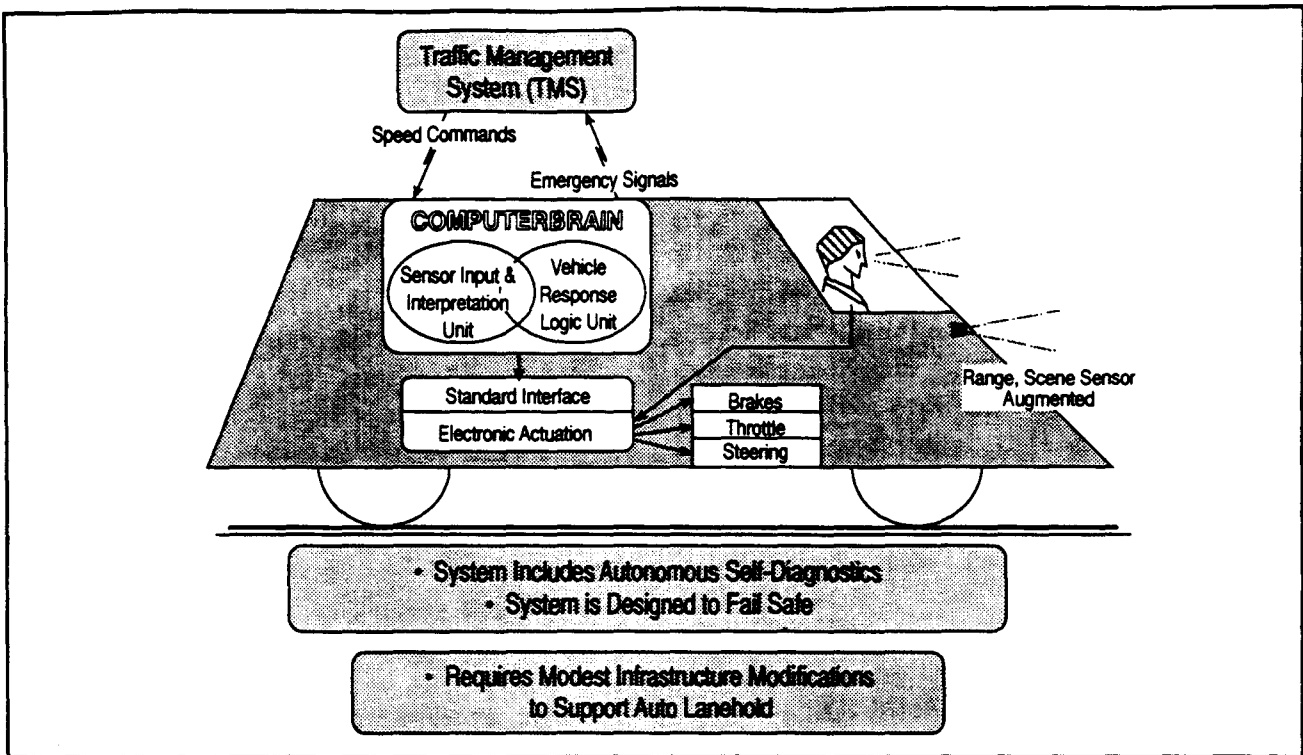 Traffic Management
System (TMS)
Speed Commands
Emergency Signals
COMPUTERBRAIN
Sensor Input &
Interpretation
Unit
Vehicle
Response
Logic Unit
Standard Interface
Electronic Actuation
Brakes
Throttle
Steering
Range, Scene Sensor
Augmented
• System Includes Autonomous Self-Diagnostics
• System is Designed to Fail Safe
• Requires Modest Infrastructure Modifications
to Support Auto Lanehold